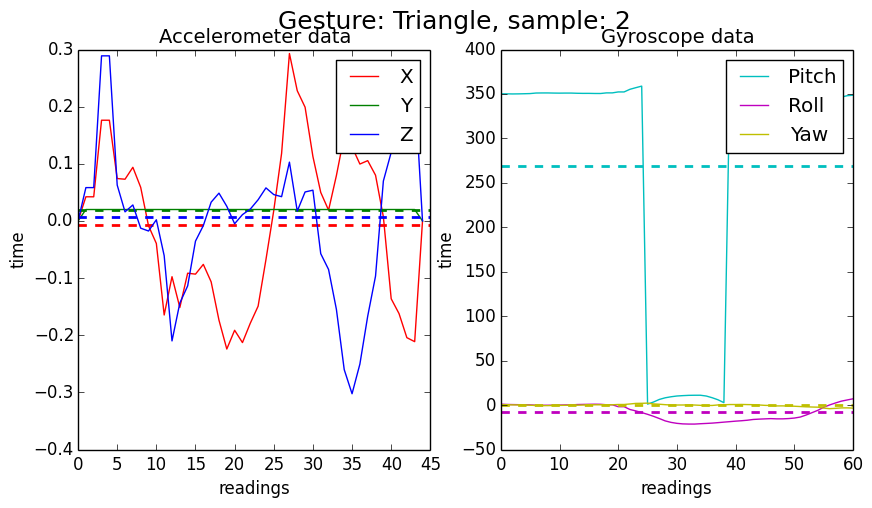 Gesture: Triangle, sample: 2
Accelerometer data
0.3
0.2
0.1
0.0
−0.1
−0.2
−0.3
−0.4
time
X
Y
Z
0 5 10 15 20 25 30 35 40 45
readings
Gyroscope data
400
350
300
250
200
150
100
50
0
−50
time
Pitch
Roll
Yaw
0 10 20 30 40 50 60
readings